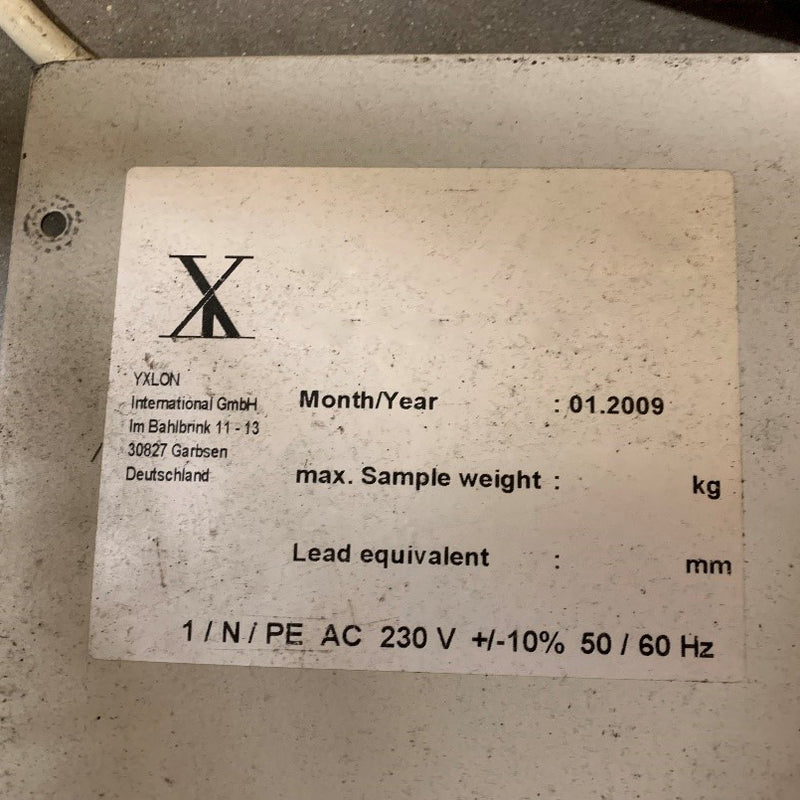 YXLON
International GmbH
Im Bahlbrink 11 - 13
30827 Garbsen
Deutschland
Month/Year : 01.2009
max. Sample weight : kg
Lead equivalent : mm
1 / N / PE AC 230 V +/-10% 50 / 60 Hz